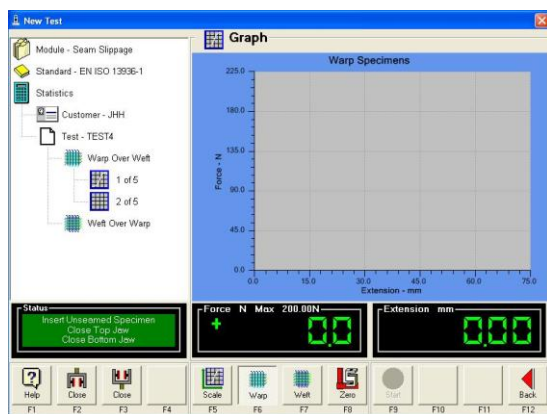 New Test
Module - Seam Slippage
Standard - EN ISO 13936-1
Statistics
Customer - JHH
Test - TEST4
Warp Over Weft
1 of 5
2 of 5
Weft Over Warp
Graph
Warp Specimens
Force - N
225.0
180.0
135.0
90.0
45.0
0.0
0.0 15.0 30.0 45.0 60.0 75.0
Extension - mm
Status
Insert Unseamed Specimen
Close Top Jaw
Close Bottom Jaw
Force N Max 200.00N
+ 0.0
Extension mm
0.00
Help Close Close Scale Warp Weft Zero Start Back
F1 F2 F3 F4 F5 F6 F7 F8 F9 F10 F11 F12